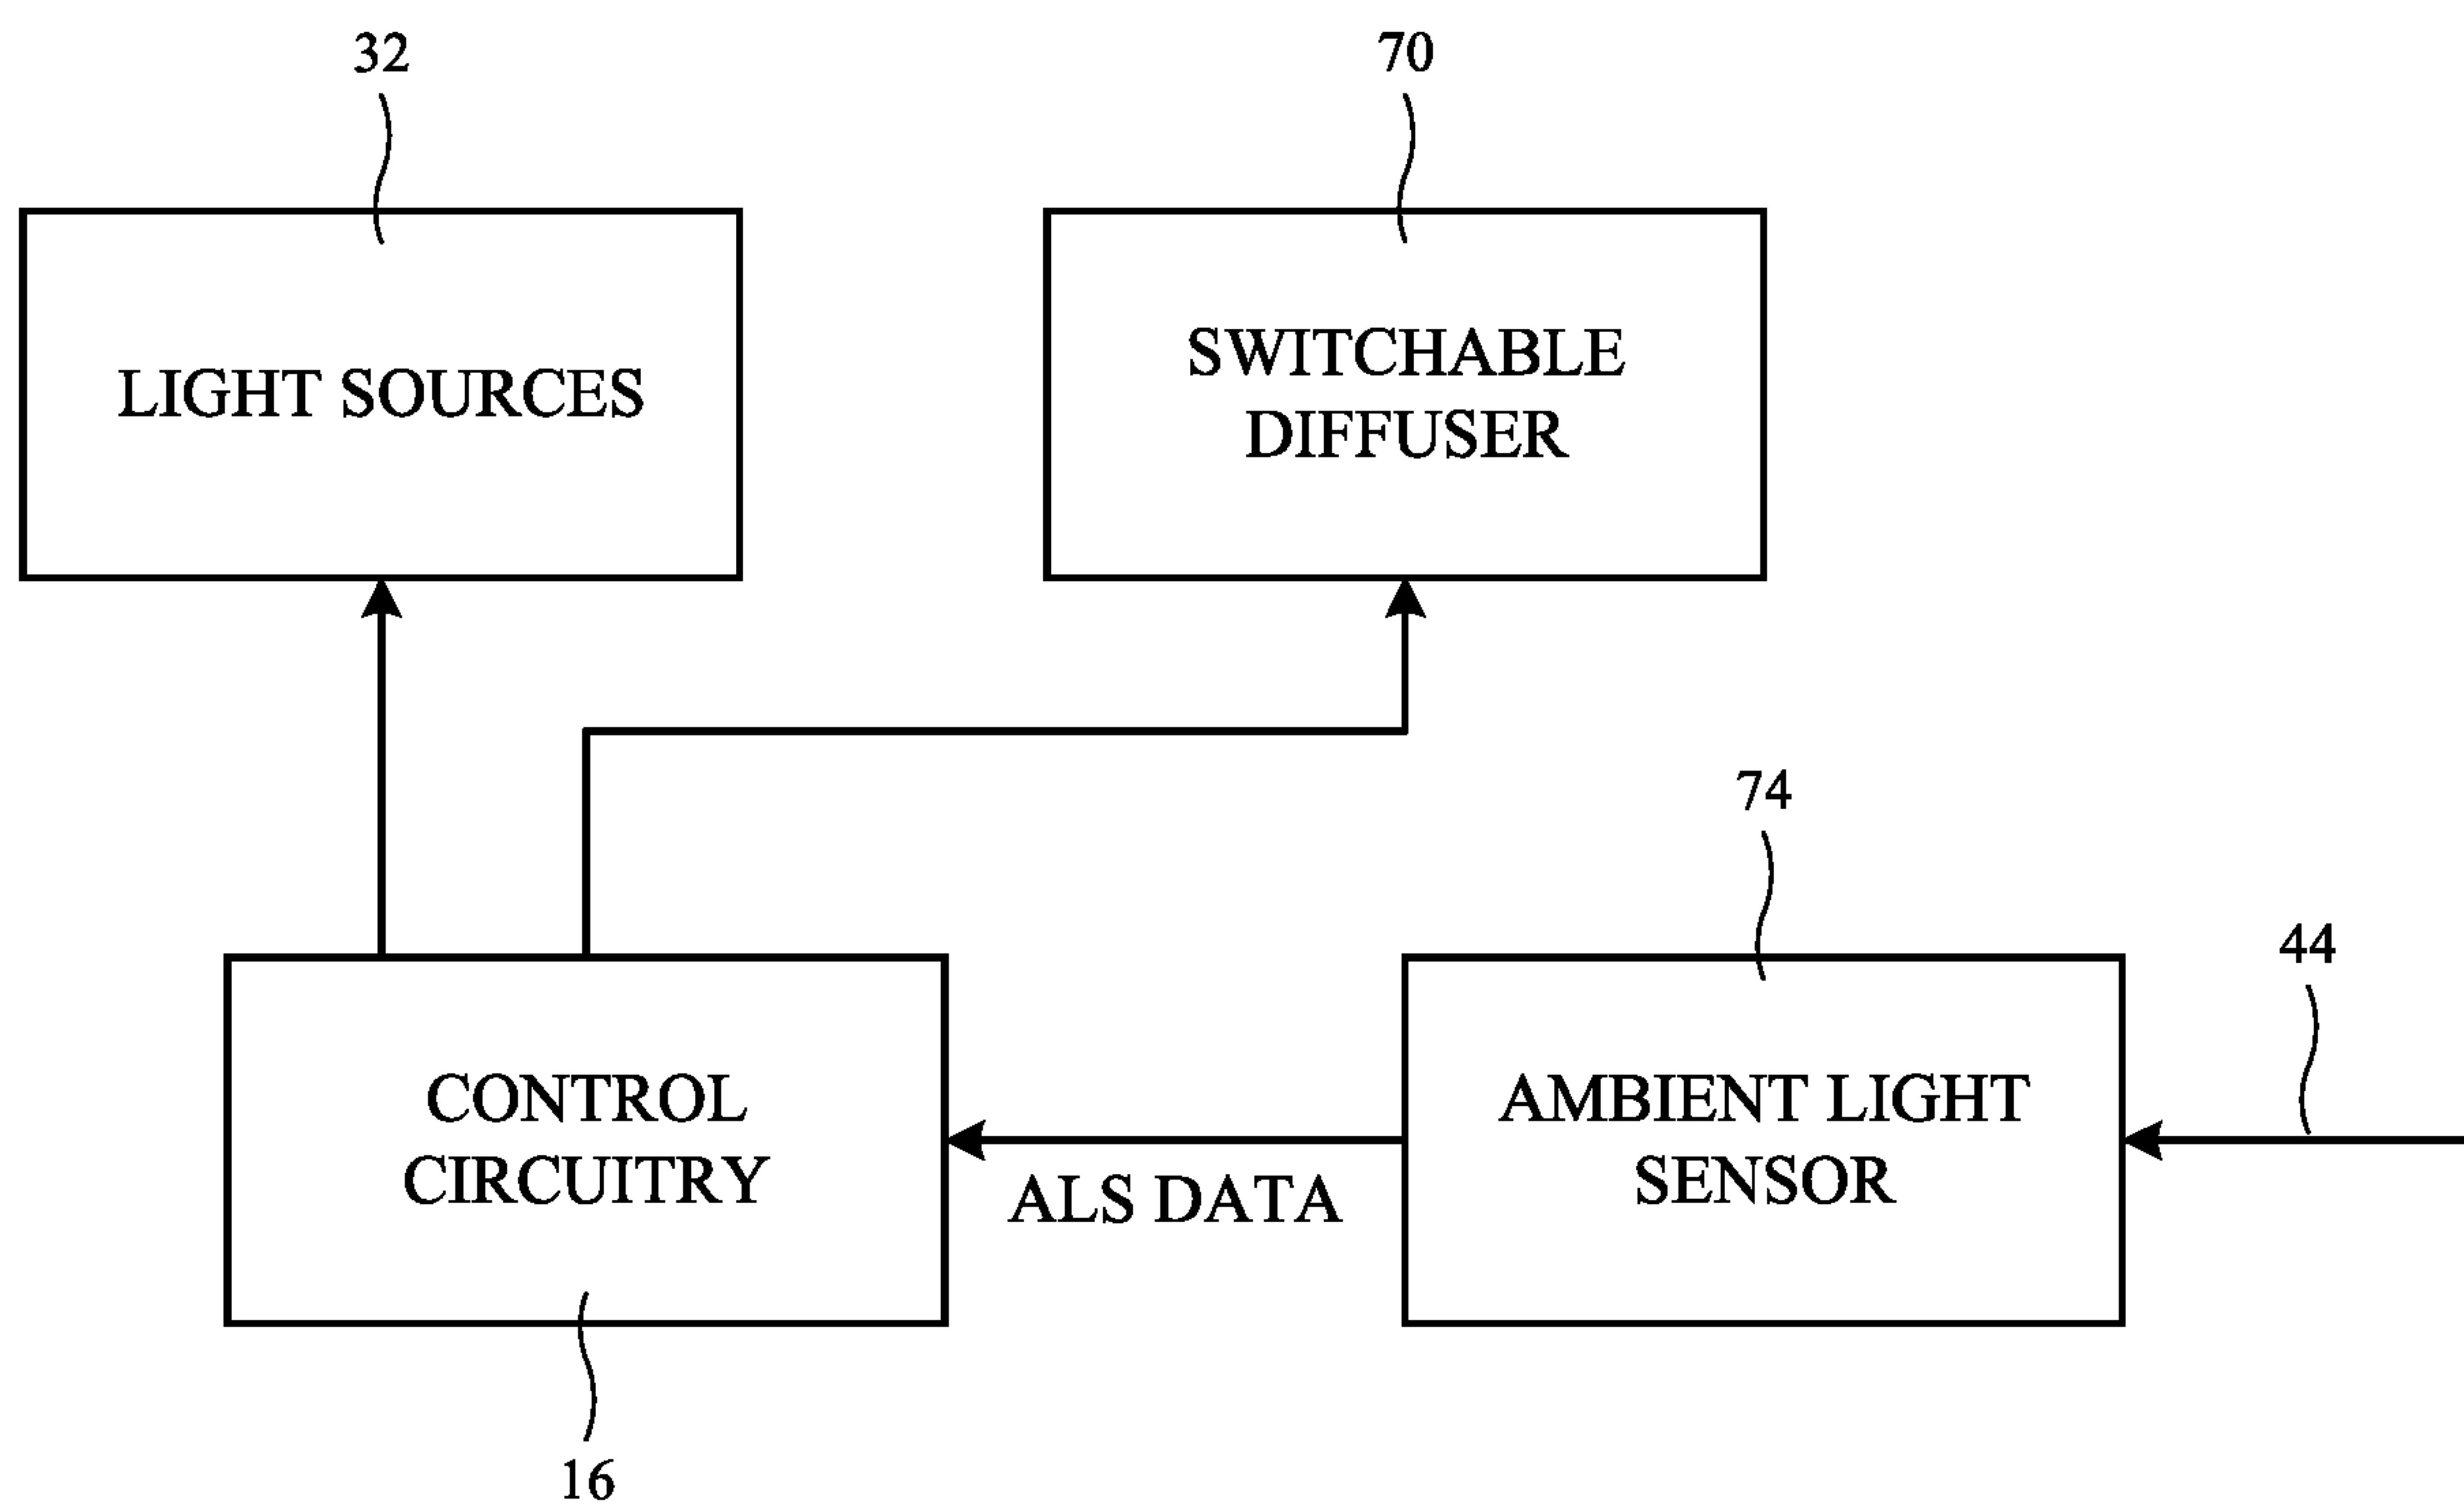 32
70
LIGHT SOURCES
SWITCHABLE
DIFFUSER
74
44
CONTROL
CIRCUITRY
ALS DATA
AMBIENT LIGHT
SENSOR
16